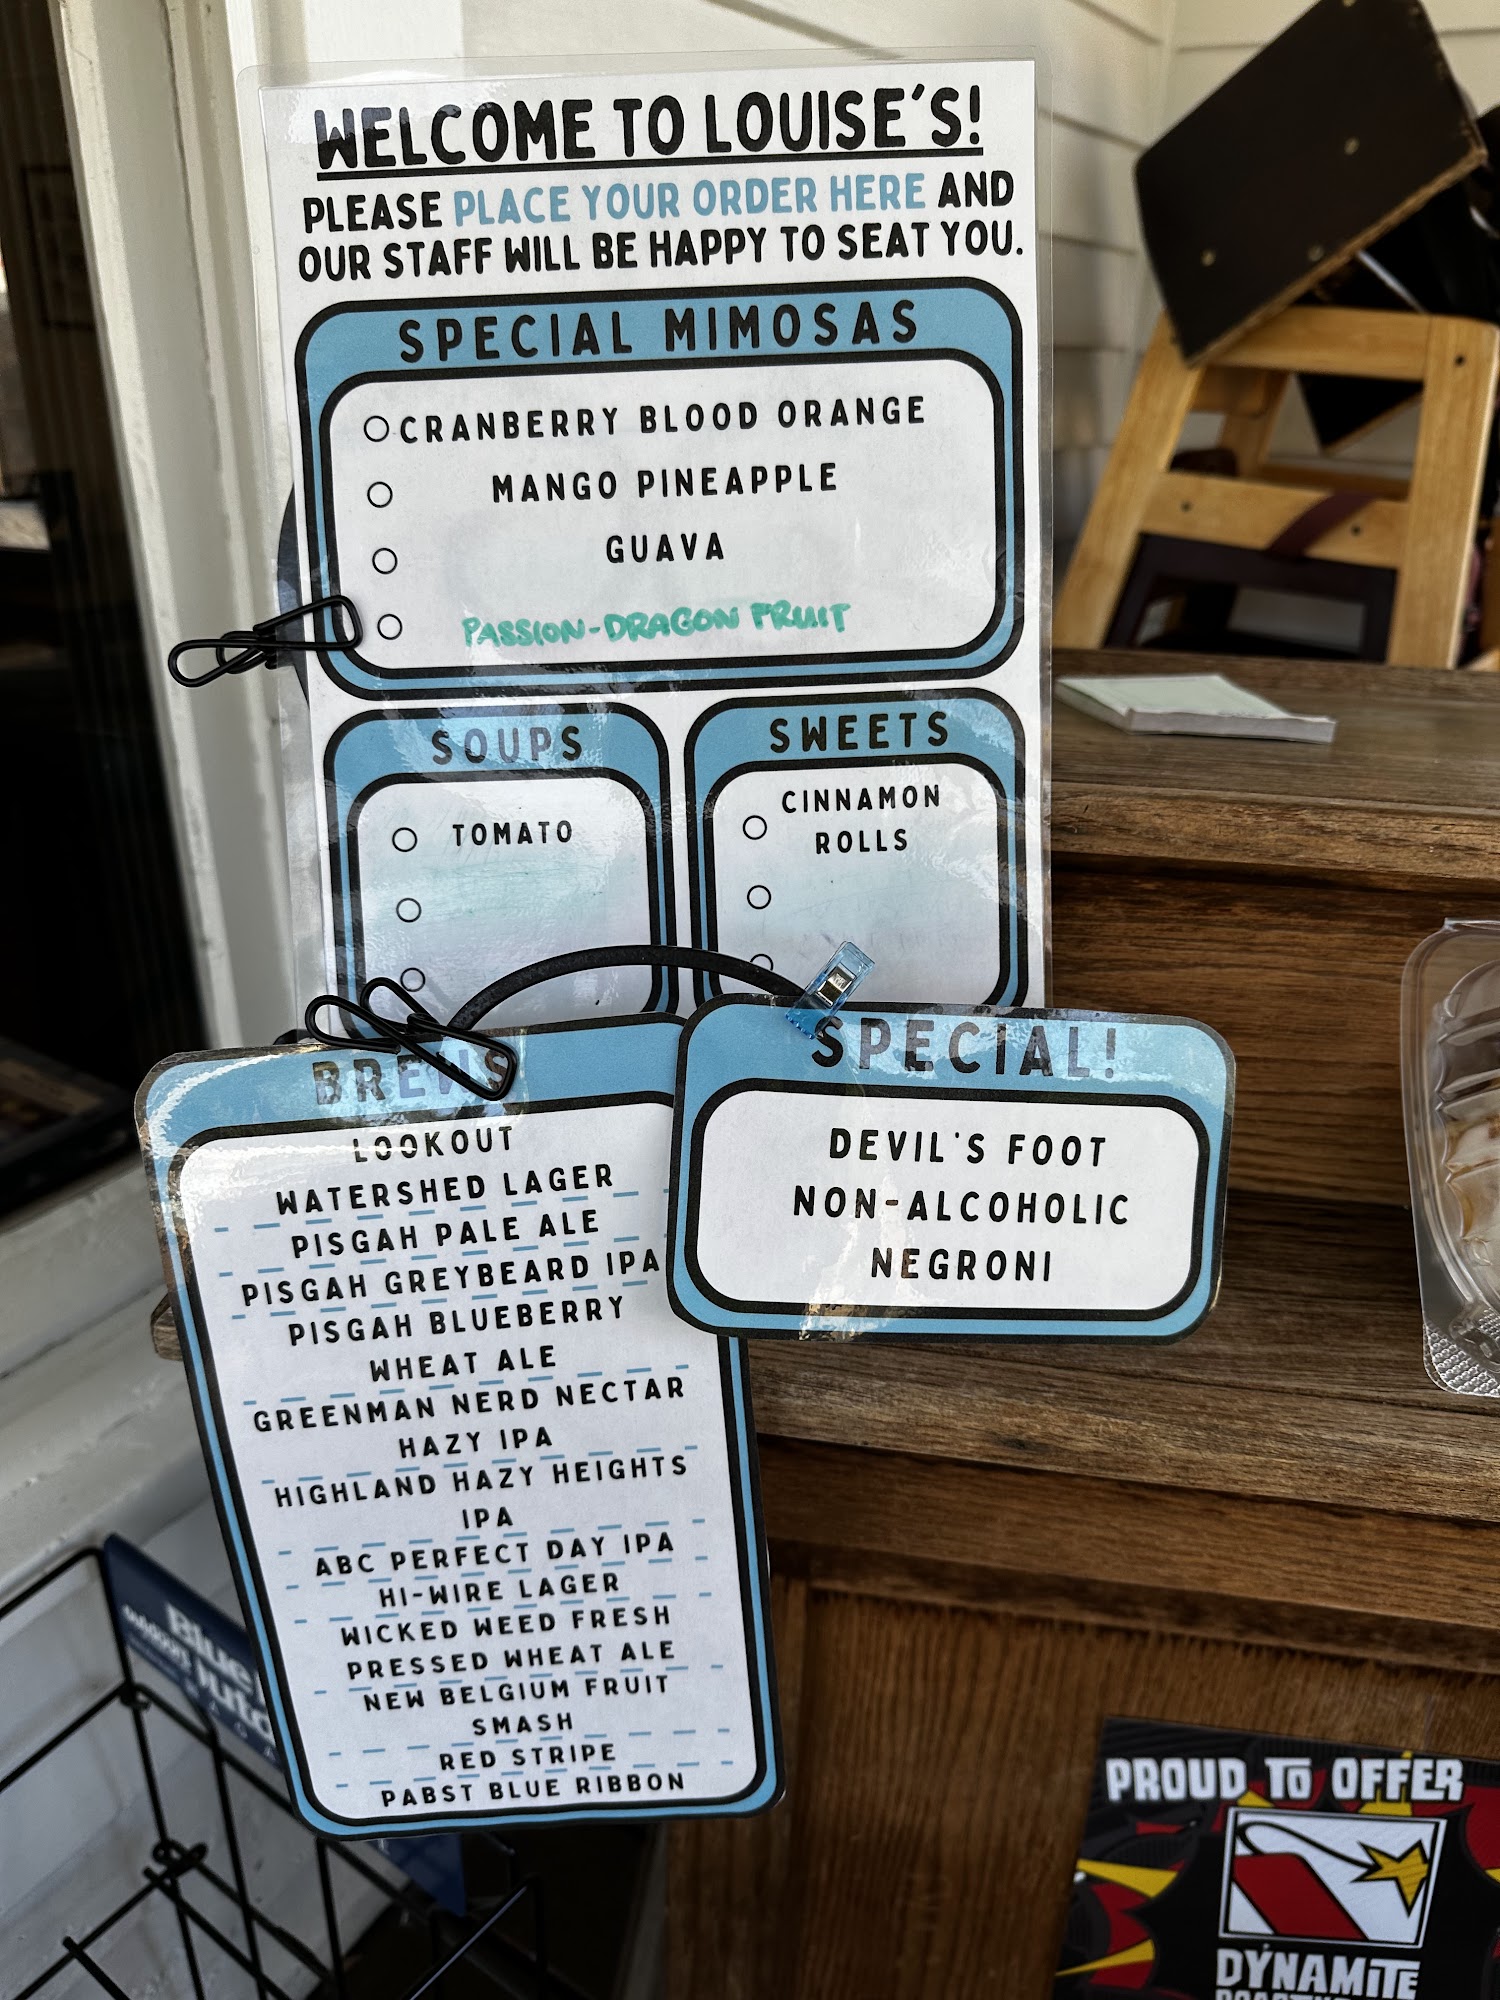 WELCOME TO LOUISE'S!
PLEASE PLACE YOUR ORDER HERE AND
OUR STAFF WILL BE HAPPY TO SEAT YOU.
SPECIAL MIMOSAS
CRANBERRY BLOOD ORANGE
MANGO PINEAPPLE
GUAVA
PASSION-DRAGON FRUIT
SOUPS
TOMATO
SWEETS
CINNAMON
ROLLS
BREWS
LOOKOUT
WATERSHED LAGER
PISGAH PALE ALE
PISGAH GREYBEARD IPA
PISGAH BLUEBERRY
WHEAT ALE
GREENMAN NERD NECTAR
HAZY IPA
HIGHLAND HAZY HEIGHTS
IPA
ABC PERFECT DAY IPA
HI-WIRE LAGER
WICKED WEED FRESH
PRESSED WHEAT ALE
NEW BELGIUM FRUIT
SMASH
RED STRIPE
PABST BLUE RIBBON
SPECIAL!
DEVIL'S FOOT
NON-ALCOHOLIC
NEGRONI
PROUD TO OFFER
DYNAMITE